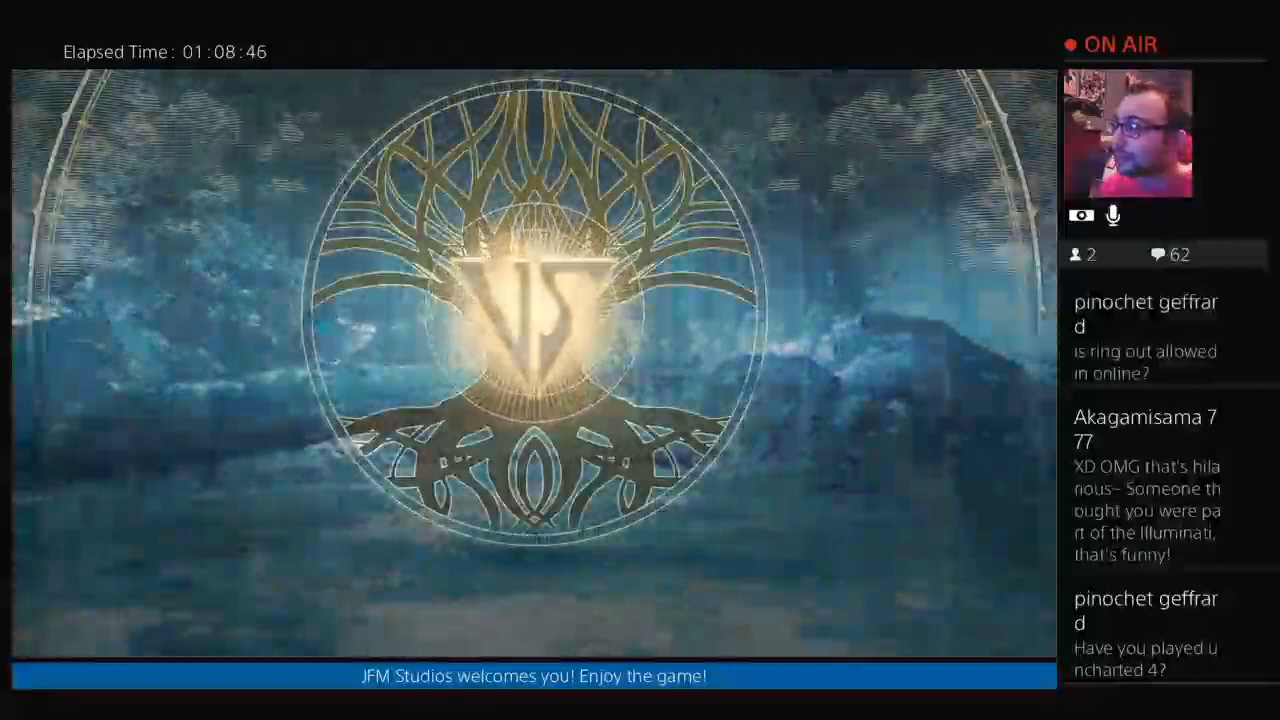 Elapsed Time: 01:08:46
ON AIR
VS
2
62
pinochet geffrar
d
is ring out allowed
in online?
Akagamisama 7
77
XD OMG that's hila
rious- Someone th
ought you were pa
rt of the Illuminati,
that's funny!
pinochet geffrar
d
Have you played u
ncharted 4?
JFM Studios welcomes you! Enjoy the game!